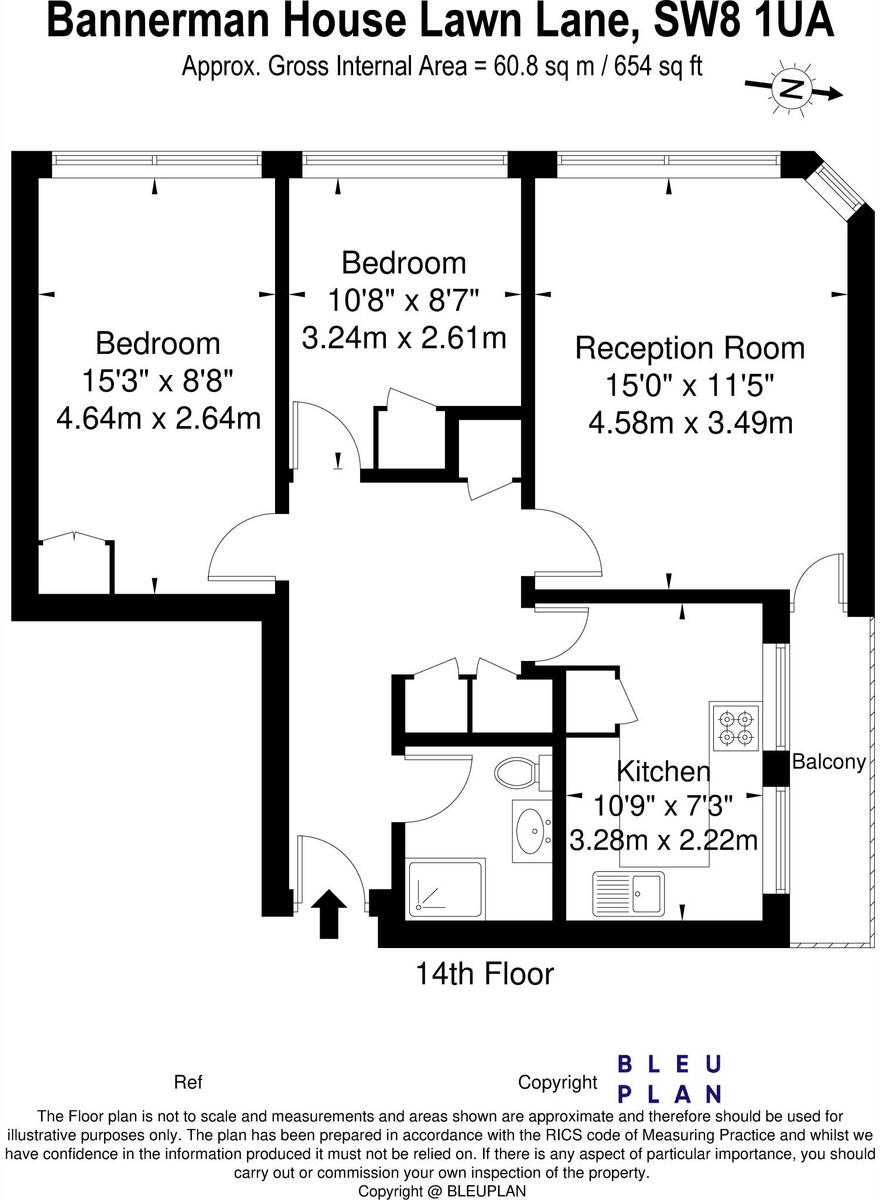 Bannerman House Lawn Lane, SW8 1UA
Approx. Gross Internal Area = 60.8 sq m / 654 sq ft
N
Bedroom
10'8" x 8'7"
3.24m x 2.61m
Bedroom
15'3" x 8'8"
4.64m x 2.64m
Reception Room
15'0" x 11'5"
4.58m x 3.49m
Kitchen
10'9" x 7'3"
3.28m x 2.22m
Balcony
14th Floor
Ref
Copyright
BLEU
PLAN
The Floor plan is not to scale and measurements and areas shown are approximate and therefore should be used for
illustrative purposes only. The plan has been prepared in accordance with the RICS code of Measuring Practice and whilst we
have confidence in the information produced it must not be relied on. If there is any aspect of particular importance, you should
carry out or commission your own inspection of the property.
Copyright @ BLEUPLAN